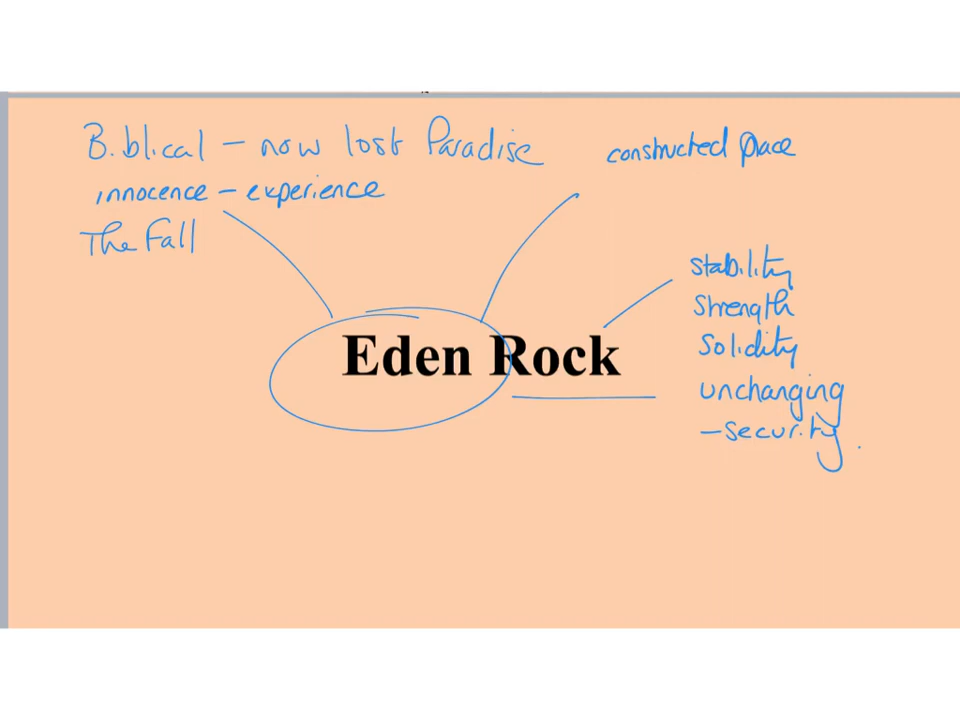 Biblical – now lost Paradise
innocence – experience
The Fall
constructed place
stability
strength
solidity
unchanging
– security.
Eden Rock